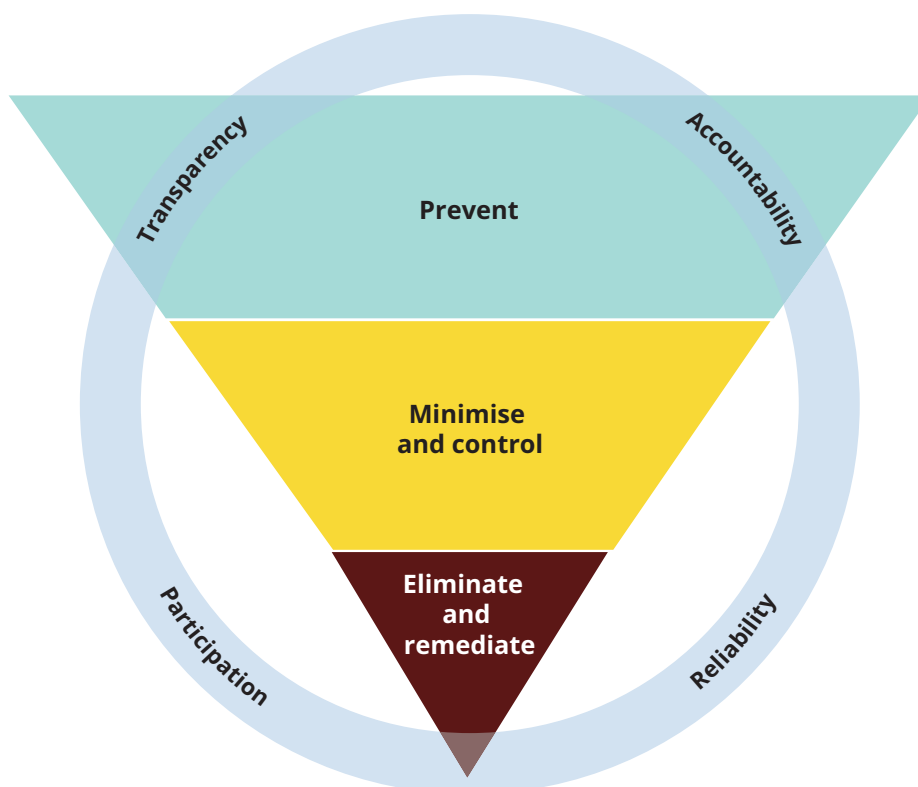 Transparency
Accountability
Prevent
Minimise
and control
Eliminate
and
remediate
Participation
Reliability